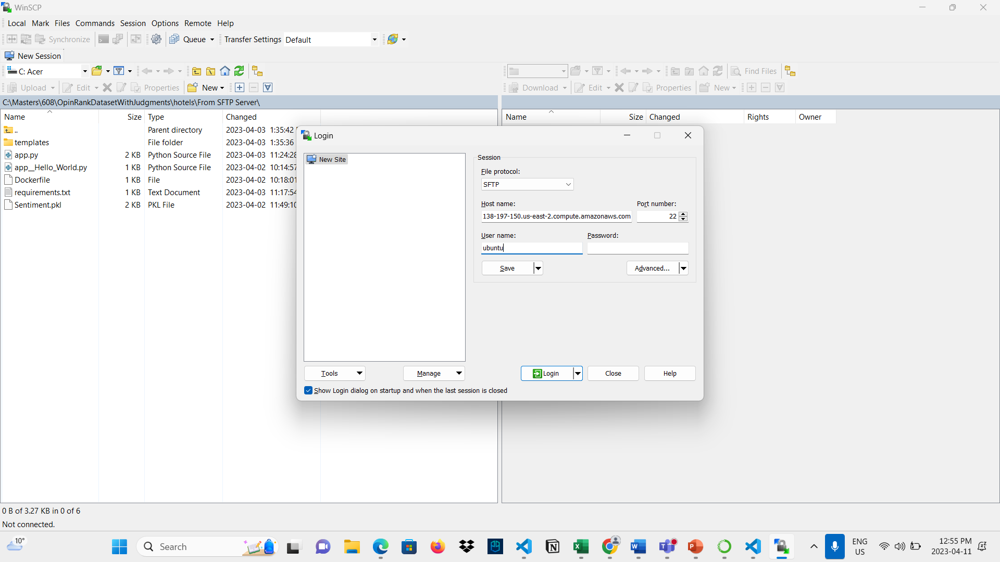 WinSCP
Local Mark Files Commands Session Options Remote Help
Synchronize Queue Transfer Settings Default
New Session
C: Acer Find Files
Upload Edit Properties New Download Edit Properties New
C:\Masters\608\OpinRankDatasetWithJudgments\hotels\From SFTP Server\
Name Size Type Changed Name Size Changed Rights Owner
.. Parent directory 2023-04-03 1:35:42
templates File folder 2023-04-03 1:35:36
app.py 2 KB Python Source File 2023-04-03 11:24:28
app__Hello_World.py 1 KB Python Source File 2023-04-02 10:14:57
Dockerfile 1 KB File 2023-04-02 10:18:01
requirements.txt 1 KB Text Document 2023-04-03 11:17:54
Sentiment.pkl 2 KB PKL File 2023-04-02 11:49:10
Login
New Site
Session
File protocol:
SFTP
Host name: Port number:
138-197-150.us-east-2.compute.amazonaws.com 22
User name: Password:
ubuntu
Save Advanced...
Tools Manage Login Close Help
Show Login dialog on startup and when the last session is closed
0 B of 3.27 KB in 0 of 6
Not connected.
10°
Search
ENG
US
12:55 PM
2023-04-11